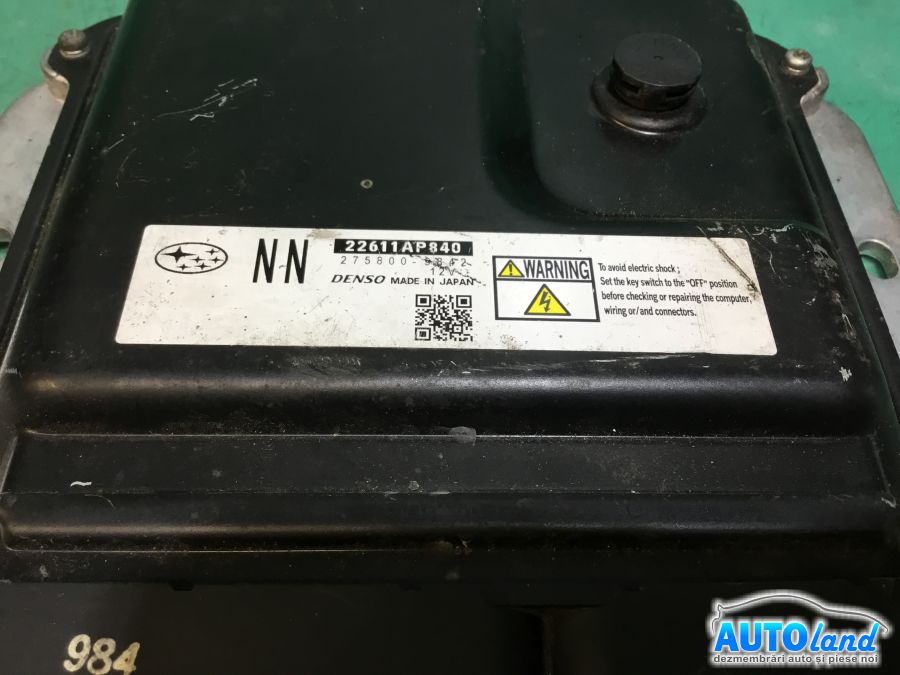 NN
22611AP840
275800-
12V
DENSO MADE IN JAPAN
WARNING
To avoid electric shock ;
Set the key switch to the "OFF" position
before checking or repairing the computer
wiring or/and connectors.
984
AUTOland
dezmembrări auto și piese noi